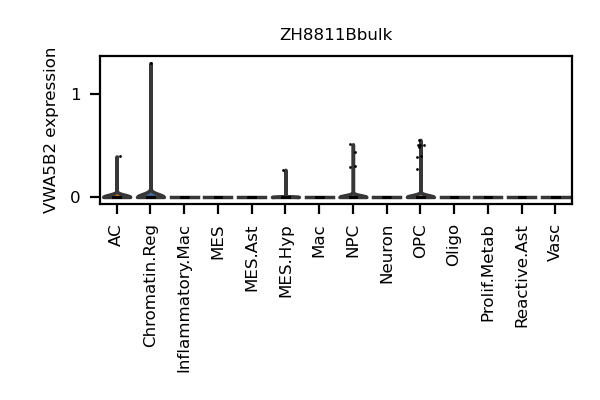 ZH8811Bbulk
VWA5B2 expression
1
0
AC
Chromatin.Reg
Inflammatory.Mac
MES
MES.Ast
MES.Hyp
Mac
NPC
Neuron
OPC
Oligo
Prolif.Metab
Reactive.Ast
Vasc